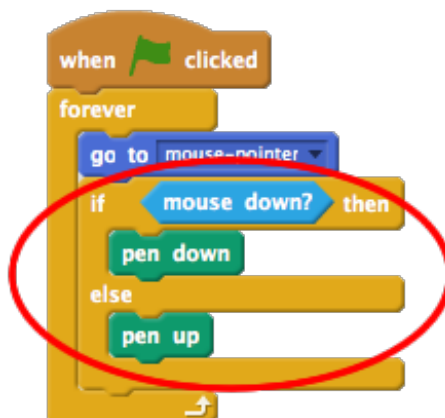 when clicked
forever
go to mouse-pointer
if mouse down? then
pen down
else
pen up